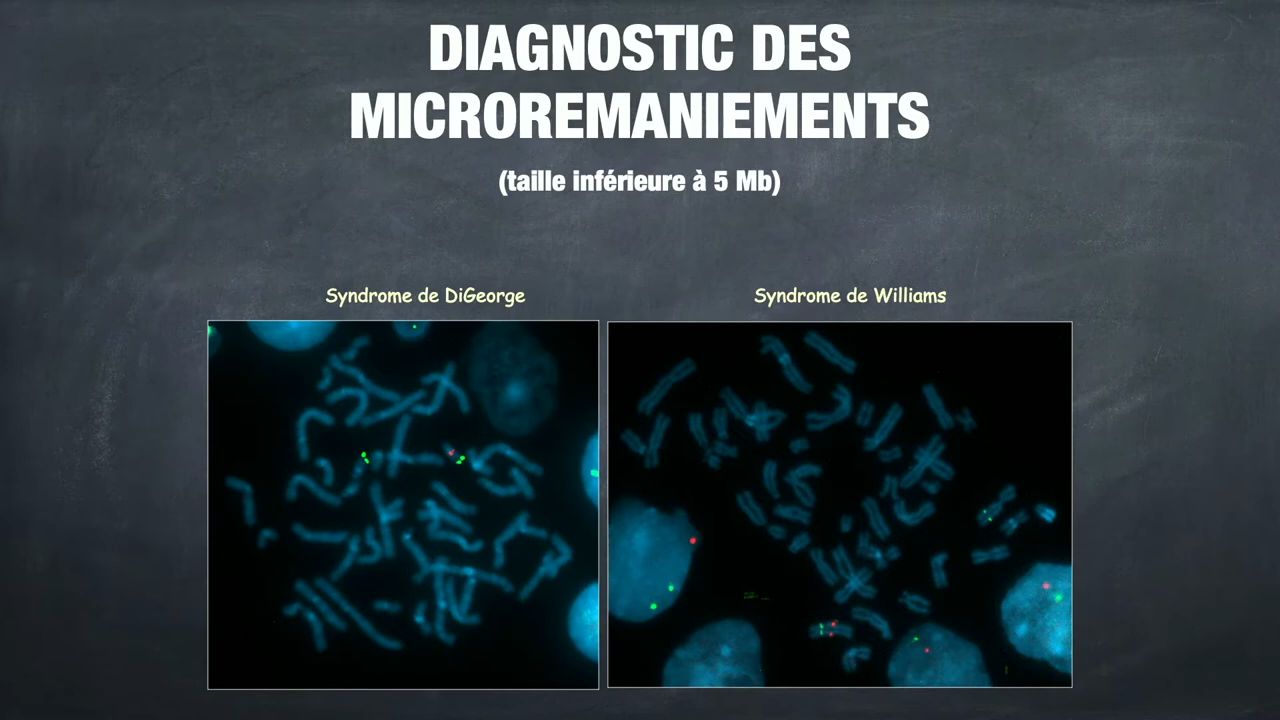 DIAGNOSTIC DES
MICROREMANIEMENTS
(taille inférieure à 5 Mb)
Syndrome de DiGeorge
Syndrome de Williams